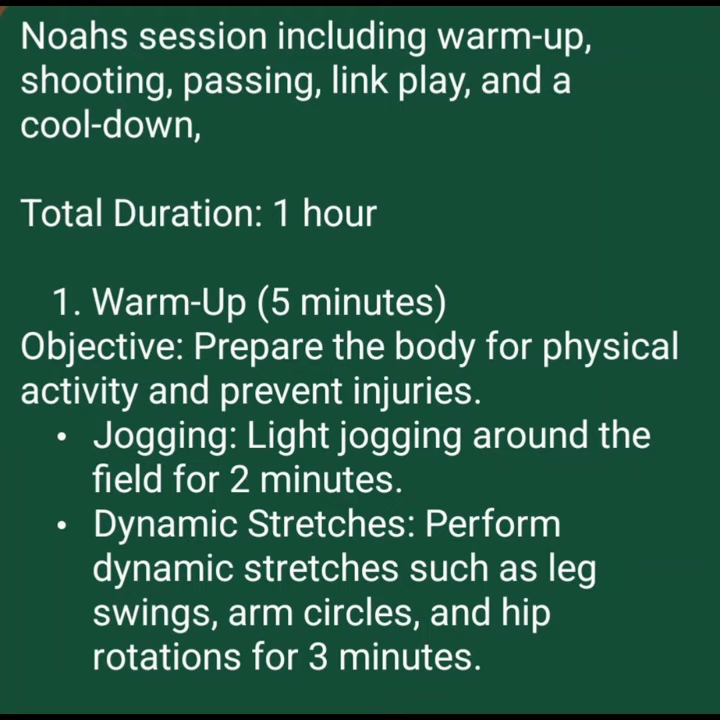 Noahs session including warm-up,
shooting, passing, link play, and a
cool-down,
Total Duration: 1 hour
1. Warm-Up (5 minutes)
Objective: Prepare the body for physical
activity and prevent injuries.
• Jogging: Light jogging around the
field for 2 minutes.
• Dynamic Stretches: Perform
dynamic stretches such as leg
swings, arm circles, and hip
rotations for 3 minutes.